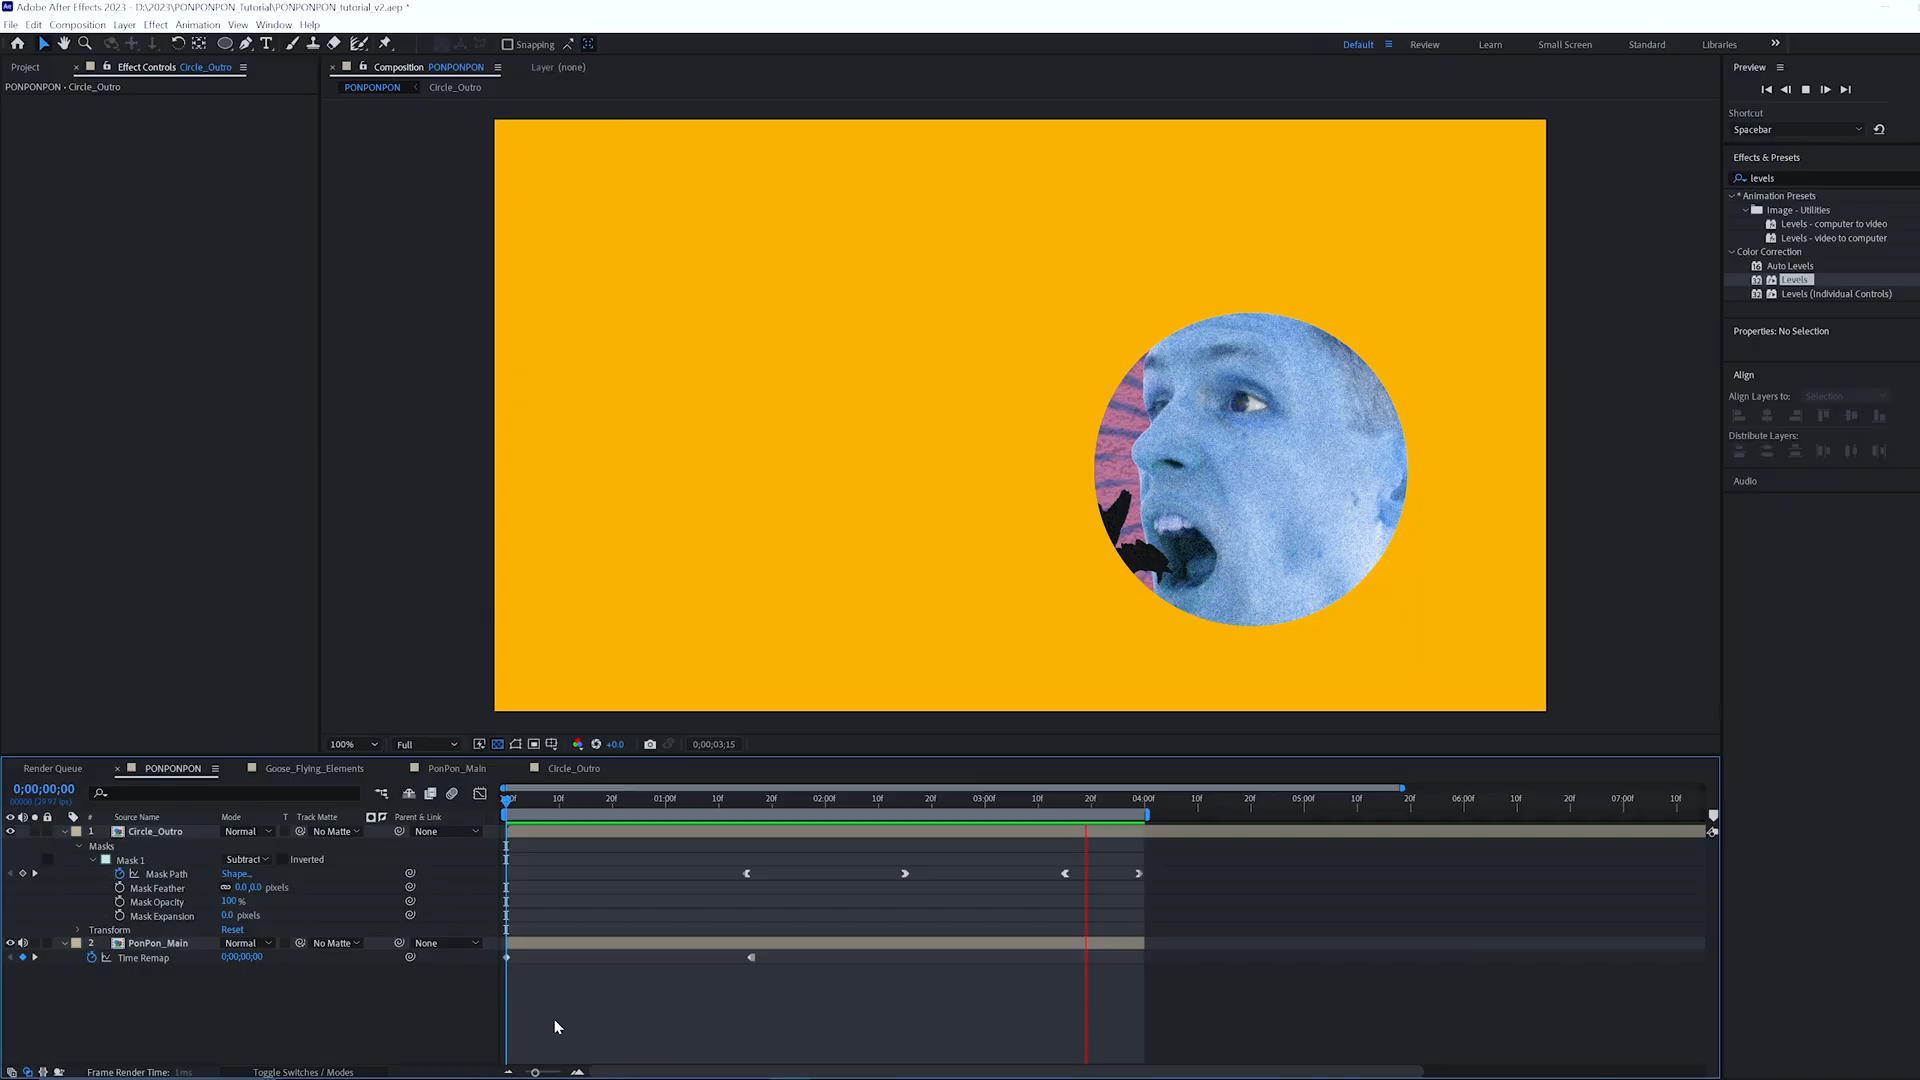 Adobe After Effects 2023 - D:\2023\PONPONPON_Tutorial\PONPONPON_tutorial_v2.aep *
File Edit Composition Layer Effect Animation View Window Help
Snapping
Default Review Learn Small Screen Standard Libraries
Project Effect Controls Circle_Outro
Composition PONPONPON Layer (none)
Preview
PONPONPON • Circle_Outro
PONPONPON Circle_Outro
Shortcut
Spacebar
Effects & Presets
levels
* Animation Presets
Image - Utilities
Levels - computer to video
Levels - video to computer
Color Correction
Auto Levels
Levels
Levels (Individual Controls)
Properties: No Selection
Align
Align Layers to: Selection
Distribute Layers:
Audio
100% Full +0.0 0;00;03;15
Render Queue PONPONPON Goose_Flying_Elements PonPon_Main Circle_Outro
0;00;00;00
00000 (29.97 fps)
10f 20f 01:00f 10f 20f 02:00f 10f 20f 03:00f 10f 20f 04:00f 10f 20f 05:00f 10f 20f 06:00f 10f 20f 07:00f 10f
# Source Name Mode T Track Matte Parent & Link
1 Circle_Outro Normal No Matte None
Masks
Mask 1 Subtract Inverted
Mask Path Shape...
Mask Feather 0.0,0.0 pixels
Mask Opacity 100 %
Mask Expansion 0.0 pixels
Transform Reset
2 PonPon_Main Normal No Matte None
Time Remap 0;00;00;00
Frame Render Time: 1ms Toggle Switches / Modes